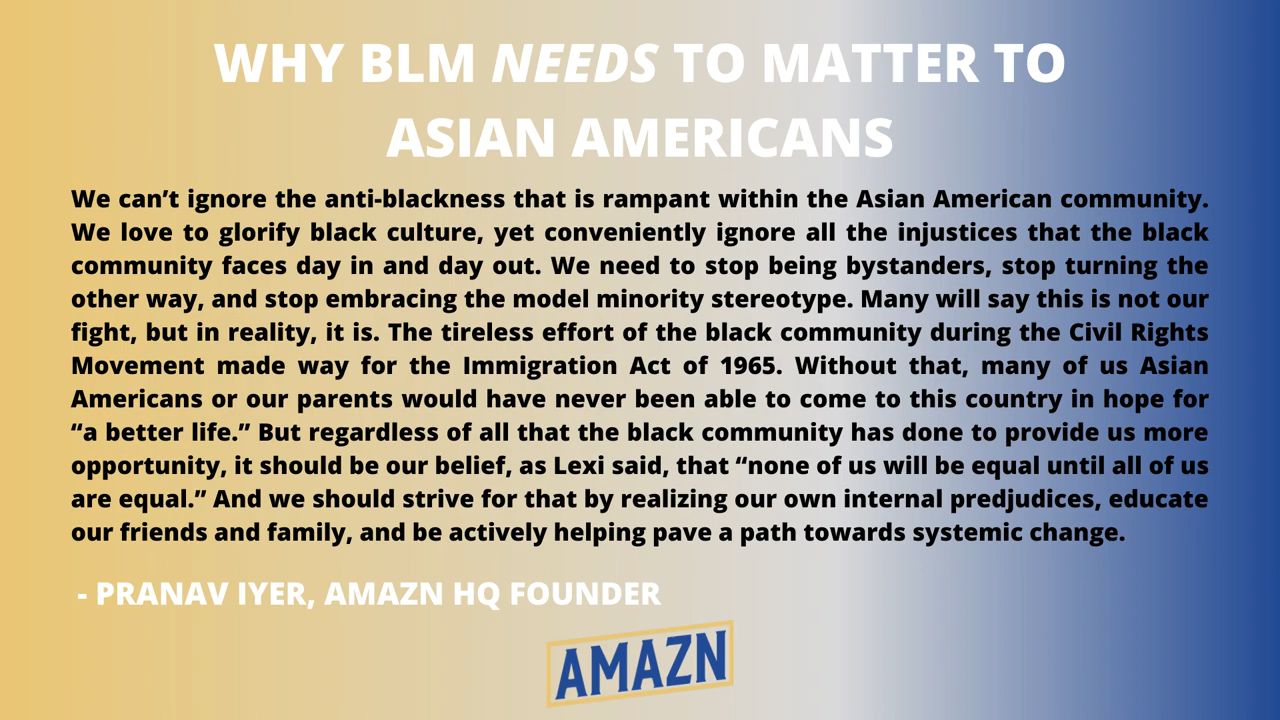 WHY BLM NEEDS TO MATTER TO
ASIAN AMERICANS
We can’t ignore the anti-blackness that is rampant within the Asian American community.
We love to glorify black culture, yet conveniently ignore all the injustices that the black
community faces day in and day out. We need to stop being bystanders, stop turning the
other way, and stop embracing the model minority stereotype. Many will say this is not our
fight, but in reality, it is. The tireless effort of the black community during the Civil Rights
Movement made way for the Immigration Act of 1965. Without that, many of us Asian
Americans or our parents would have never been able to come to this country in hope for
“a better life.” But regardless of all that the black community has done to provide us more
opportunity, it should be our belief, as Lexi said, that “none of us will be equal until all of us
are equal.” And we should strive for that by realizing our own internal predjudices, educate
our friends and family, and be actively helping pave a path towards systemic change.
- PRANAV IYER, AMAZN HQ FOUNDER
AMAZN